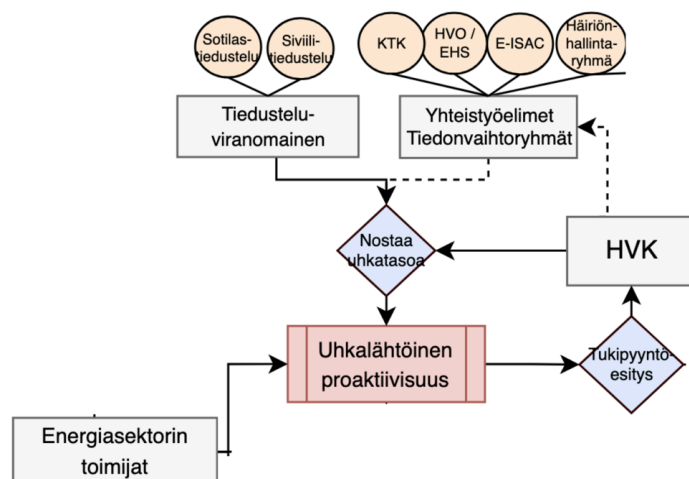 Sotilas-
tiedustelu
Siviili-
tiedustelu
KTK
HVO /
EHS
E-ISAC
Häiriön-
hallinta-
ryhmä
Tiedustelu-
viranomainen
Yhteistyöelimet
Tiedonvaihtoryhmät
Nostaa
uhkatasoa
HVK
Uhkalähtöinen
proaktiivisuus
Tukipyyntö-
esitys
Energiasektorin
toimijat